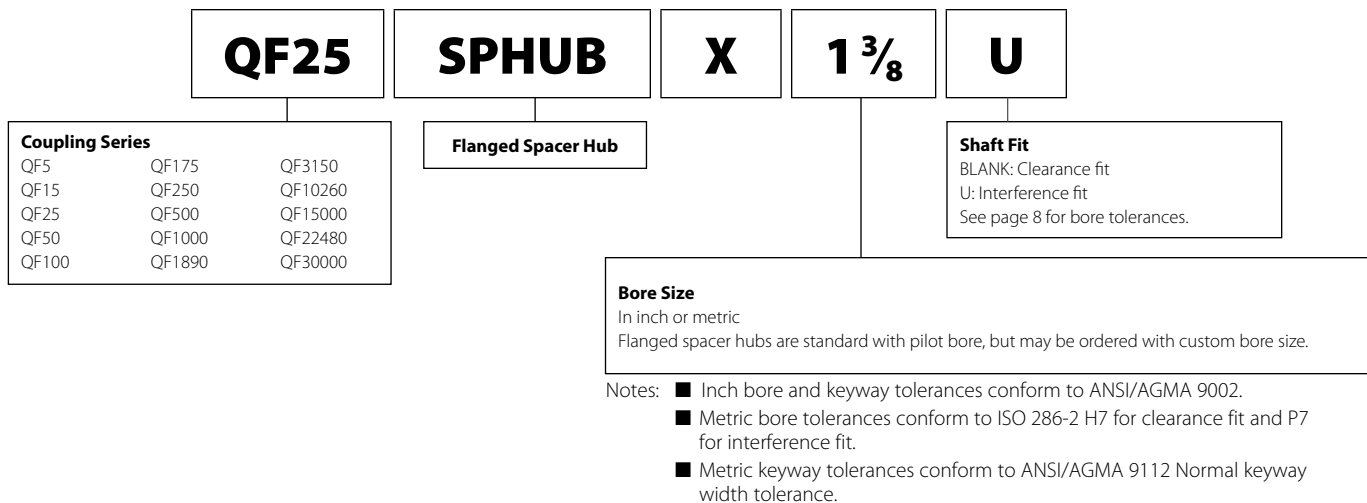 QF25 SPHUB X 1 ⅜ U
Coupling Series
QF5 QF175 QF3150
QF15 QF250 QF10260
QF25 QF500 QF15000
QF50 QF1000 QF22480
QF100 QF1890 QF30000
Flanged Spacer Hub
Shaft Fit
BLANK: Clearance fit
U: Interference fit
See page 8 for bore tolerances.
Bore Size
In inch or metric
Flanged spacer hubs are standard with pilot bore, but may be ordered with custom bore size.
Notes: ■ Inch bore and keyway tolerances conform to ANSI/AGMA 9002.
■ Metric bore tolerances conform to ISO 286-2 H7 for clearance fit and P7
for interference fit.
■ Metric keyway tolerances conform to ANSI/AGMA 9112 Normal keyway
width tolerance.